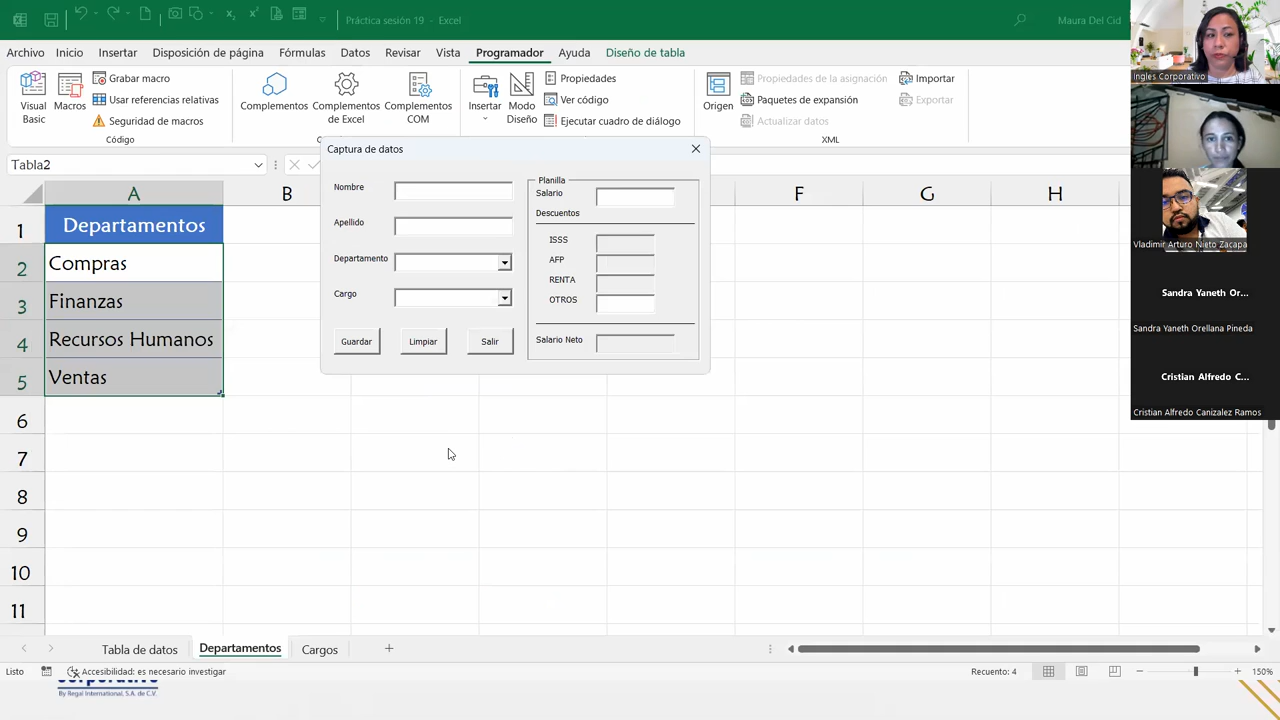 Práctica sesión 19 - Excel
Maura Del Cid
Archivo Inicio Insertar Disposición de página Fórmulas Datos Revisar Vista Programador Ayuda Diseño de tabla
Visual Basic
Macros
Grabar macro
Usar referencias relativas
Seguridad de macros
Código
Complementos
Complementos de Excel
Complementos COM
Insertar
Modo Diseño
Propiedades
Ver código
Ejecutar cuadro de diálogo
Origen
Propiedades de la asignación
Paquetes de expansión
Actualizar datos
Importar
Exportar
XML
Tabla2
Captura de datos
Nombre
Apellido
Departamento
Cargo
Guardar Limpiar Salir
Planilla
Salario
Descuentos
ISSS
AFP
RENTA
OTROS
Salario Neto
A B F G H
1 Departamentos
2 Compras
3 Finanzas
4 Recursos Humanos
5 Ventas
6
7
8
9
10
11
Tabla de datos Departamentos Cargos
Listo
Accesibilidad: es necesario investigar
Recuento: 4
150%
By Regal International, S.A. de C.V.
Ingles Corporativo
Vladimir Arturo Nieto Zacapa
Sandra Yaneth Or...
Sandra Yaneth Orellana Pineda
Cristian Alfredo C...
Cristian Alfredo Canizalez Ramos